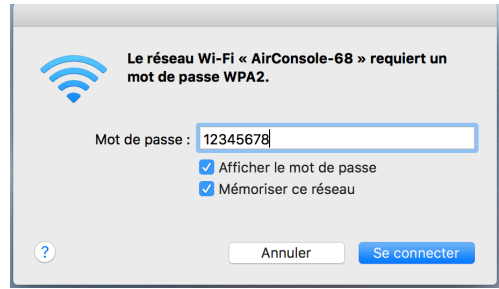 Le réseau Wi-Fi « AirConsole-68 » requiert un
mot de passe WPA2.
Mot de passe : 12345678
Afficher le mot de passe
Mémoriser ce réseau
? Annuler Se connecter